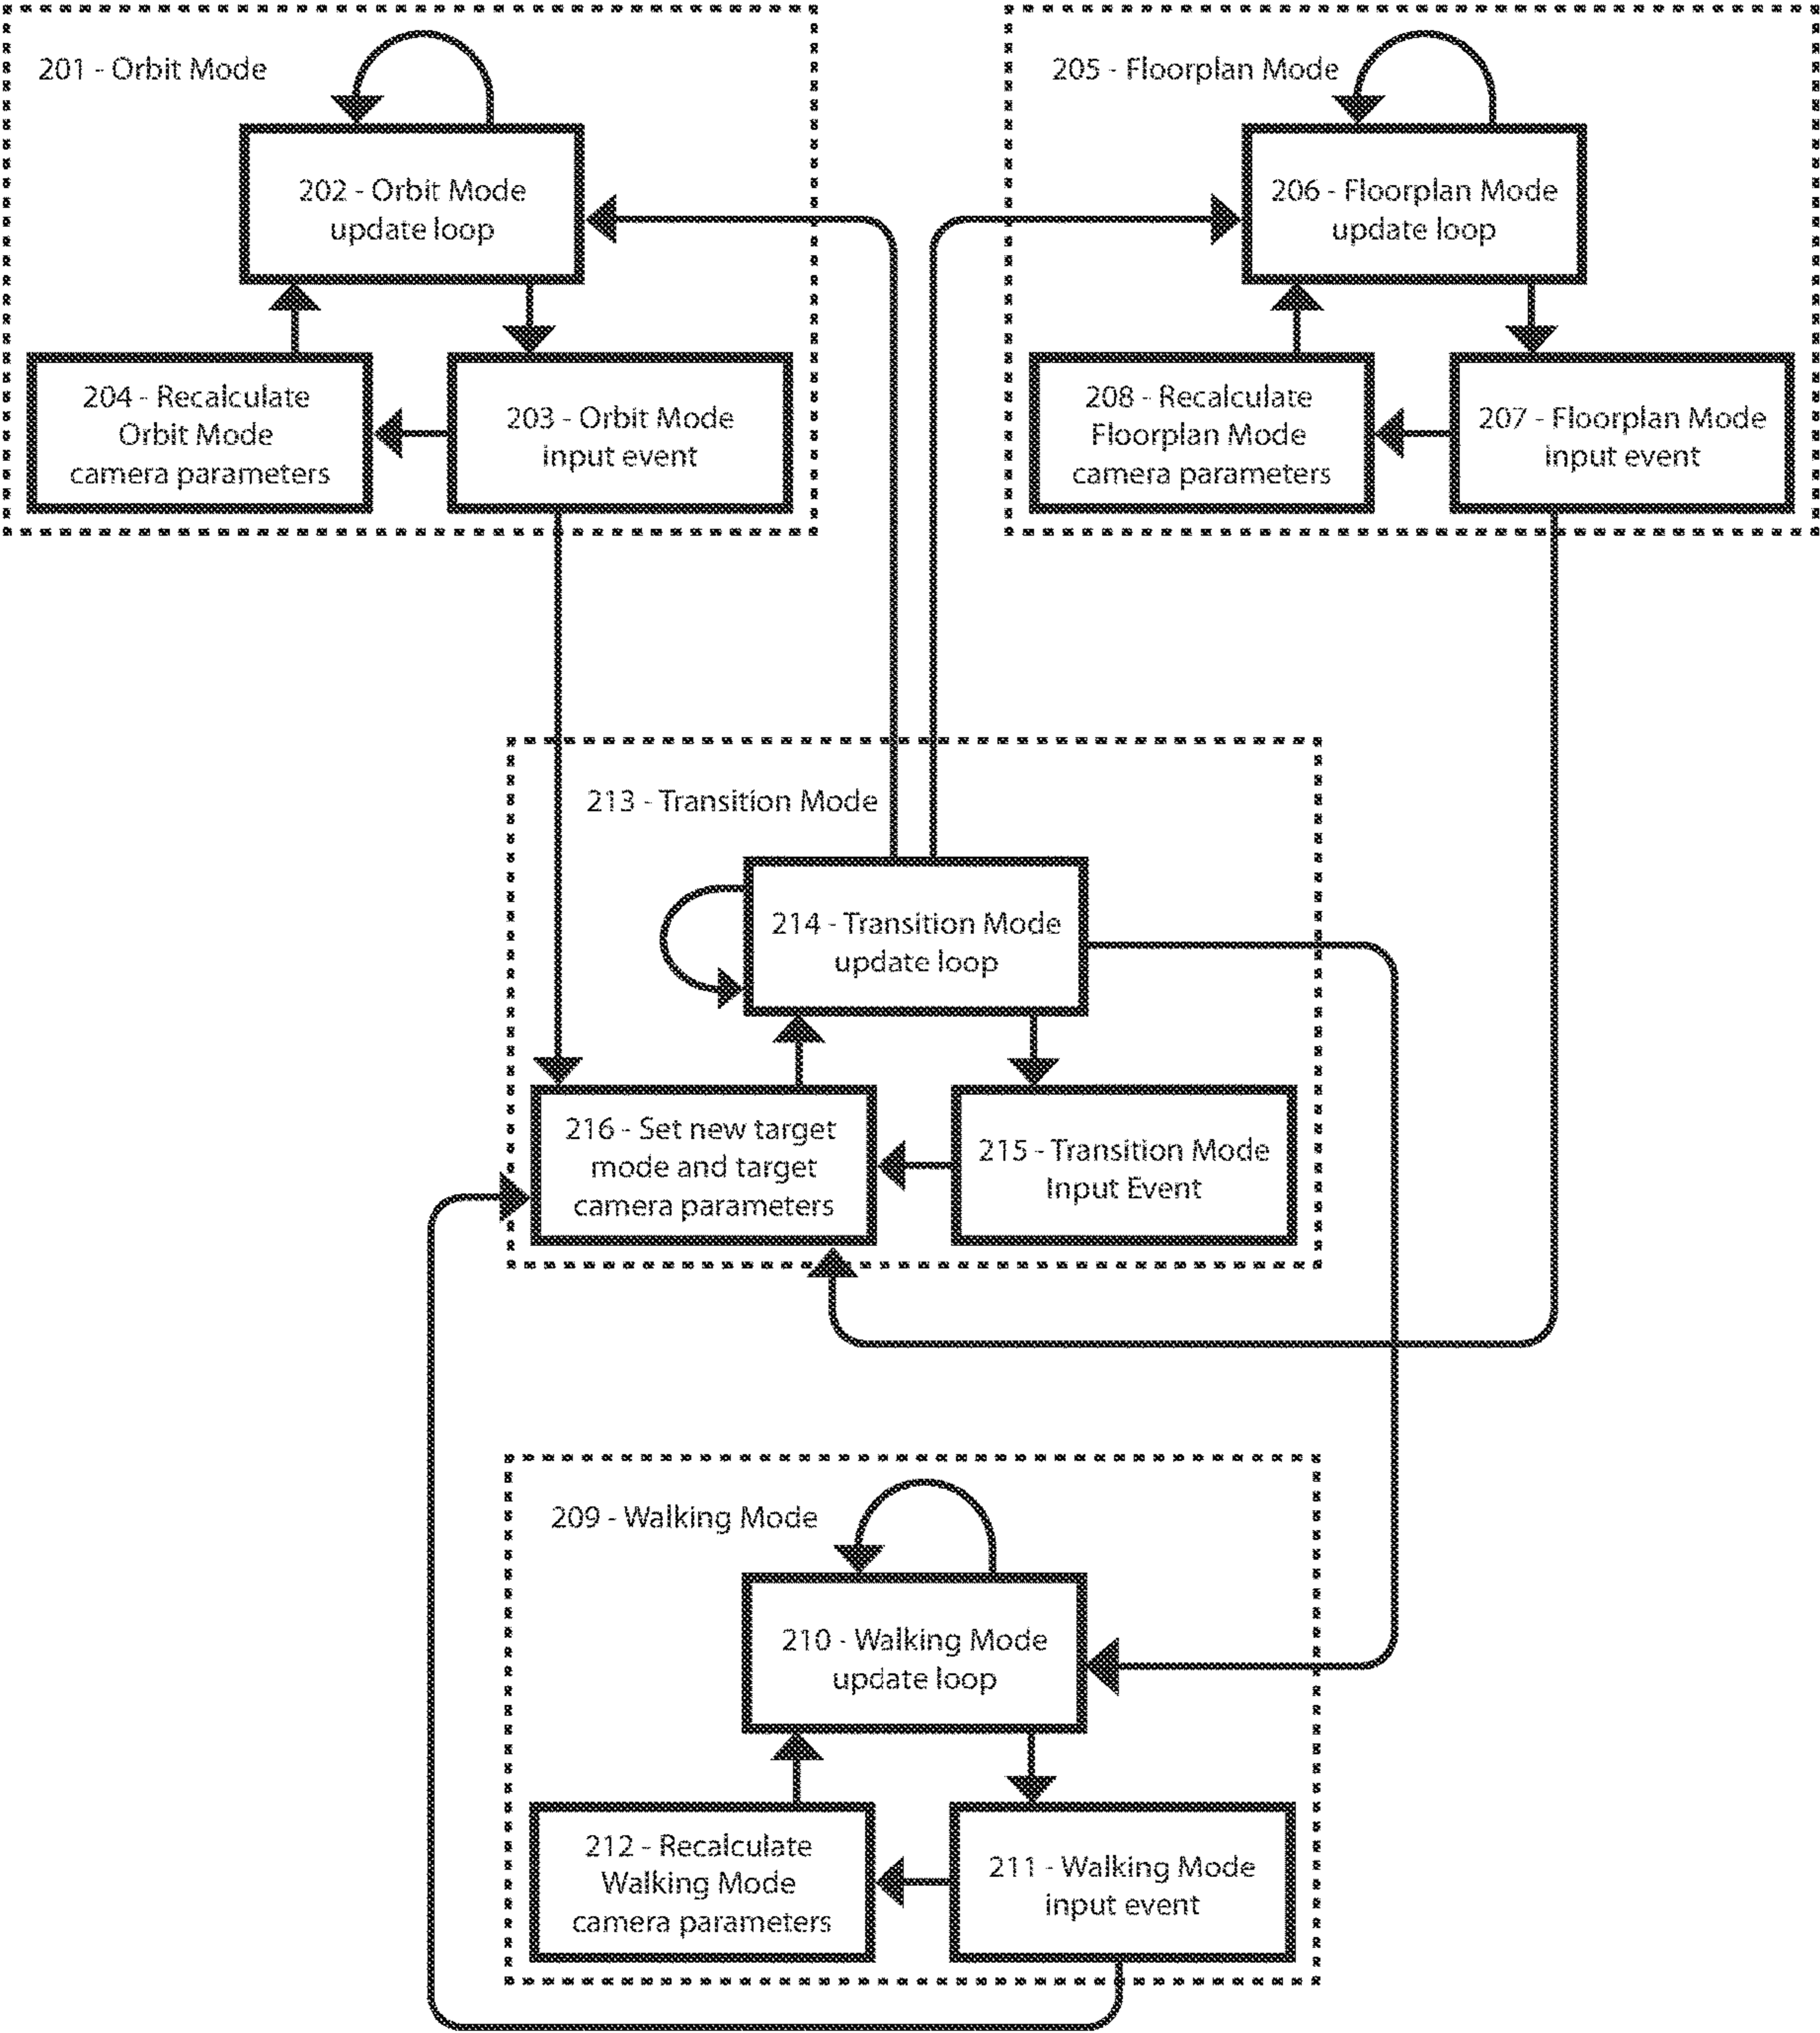 201 - Orbit Mode
202 - Orbit Mode
update loop
204 - Recalculate
Orbit Mode
camera parameters
203 - Orbit Mode
input event
205 - Floorplan Mode
206 - Floorplan Mode
update loop
208 - Recalculate
Floorplan Mode
camera parameters
207 - Floorplan Mode
input event
213 - Transition Mode
214 - Transition Mode
update loop
216 - Set new target
mode and target
camera parameters
215 - Transition Mode
Input Event
209 - Walking Mode
210 - Walking Mode
update loop
212 - Recalculate
Walking Mode
camera parameters
211 - Walking Mode
input event